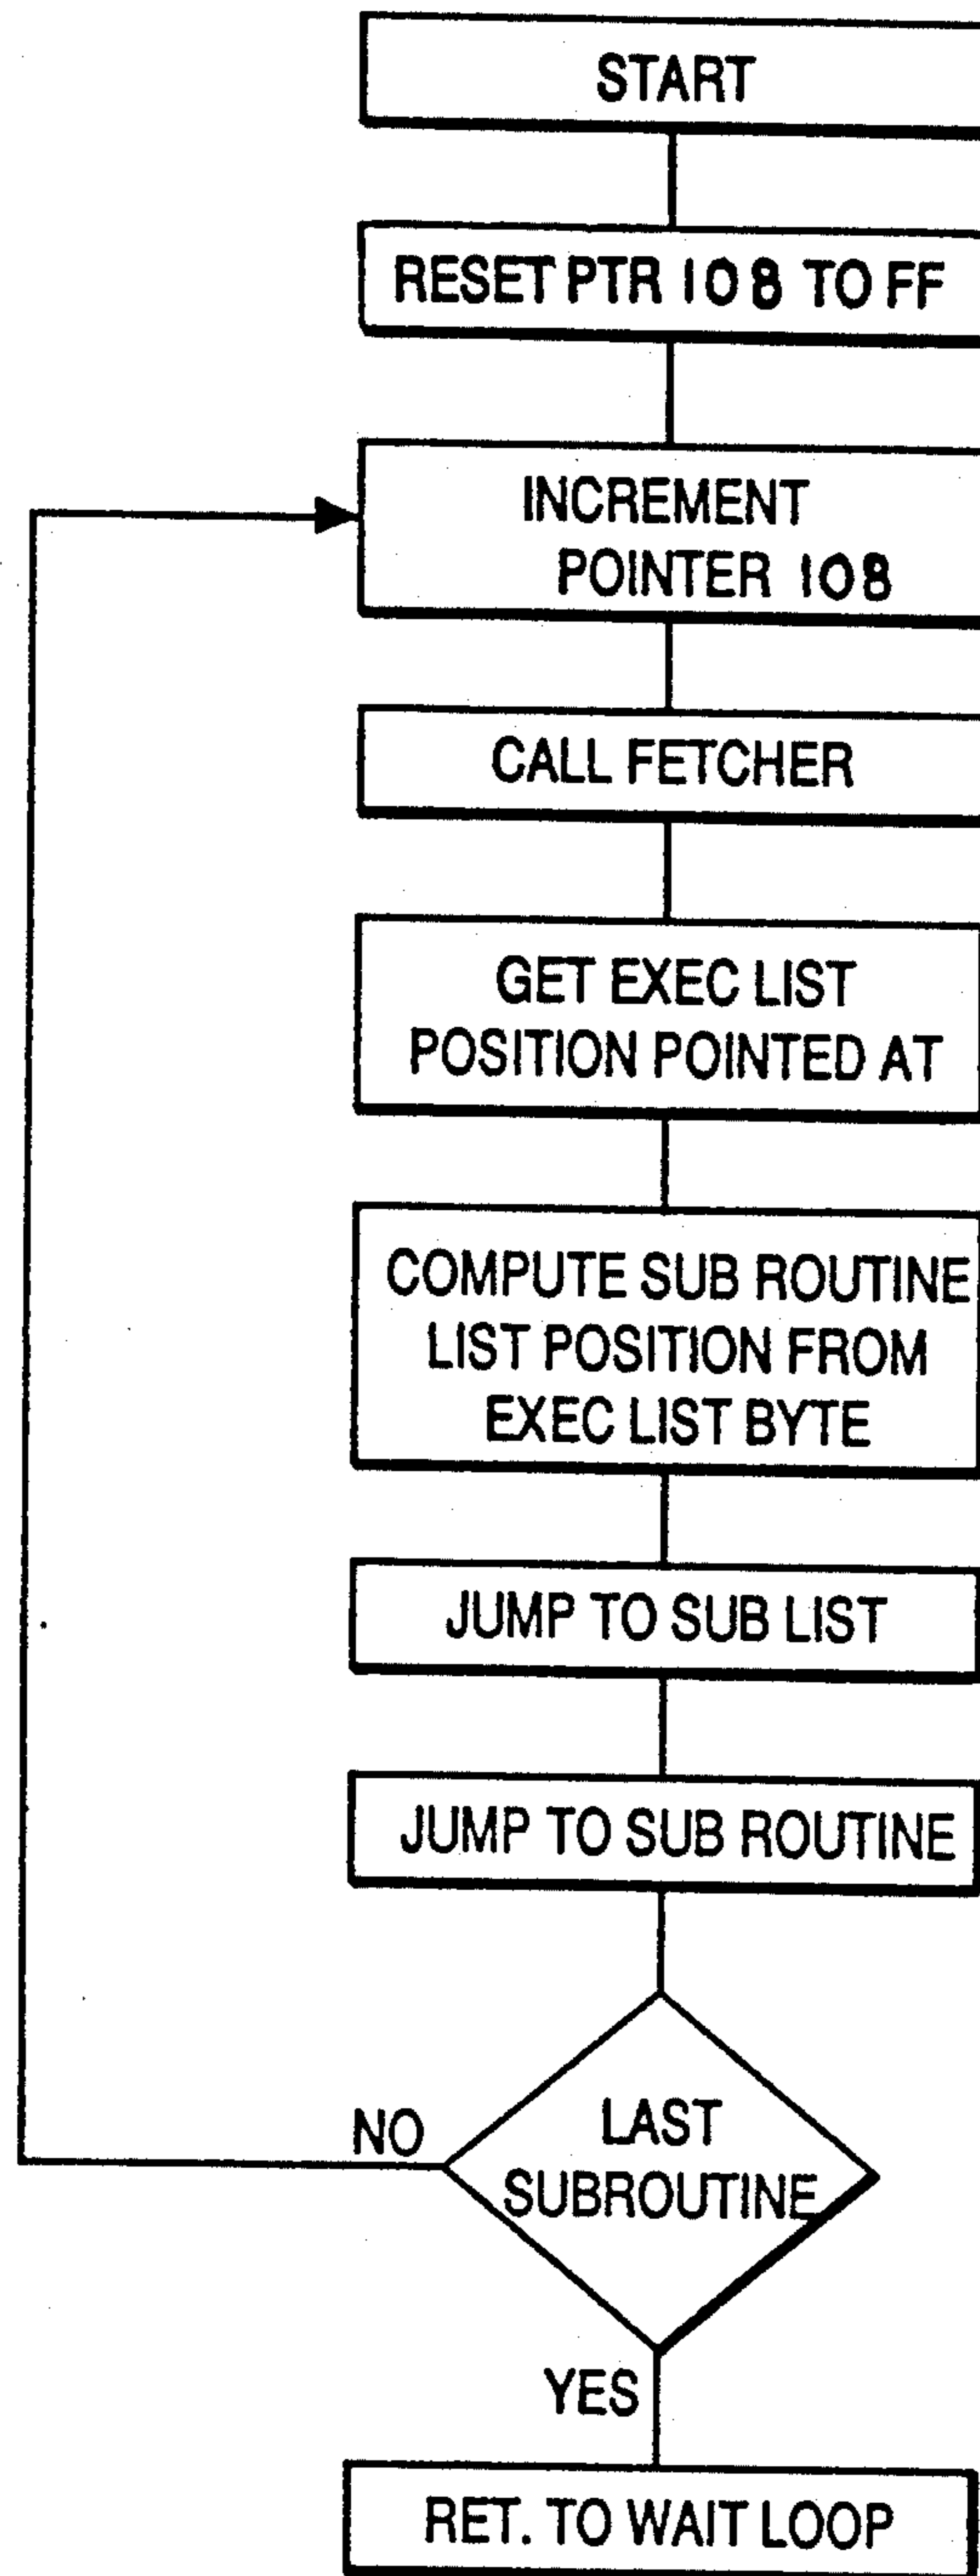 START
RESET PTR 108 TO FF
INCREMENT
POINTER 108
CALL FETCHER
GET EXEC LIST
POSITION POINTED AT
COMPUTE SUB ROUTINE
LIST POSITION FROM
EXEC LIST BYTE
JUMP TO SUB LIST
JUMP TO SUB ROUTINE
LAST
SUBROUTINE
NO
YES
RET. TO WAIT LOOP